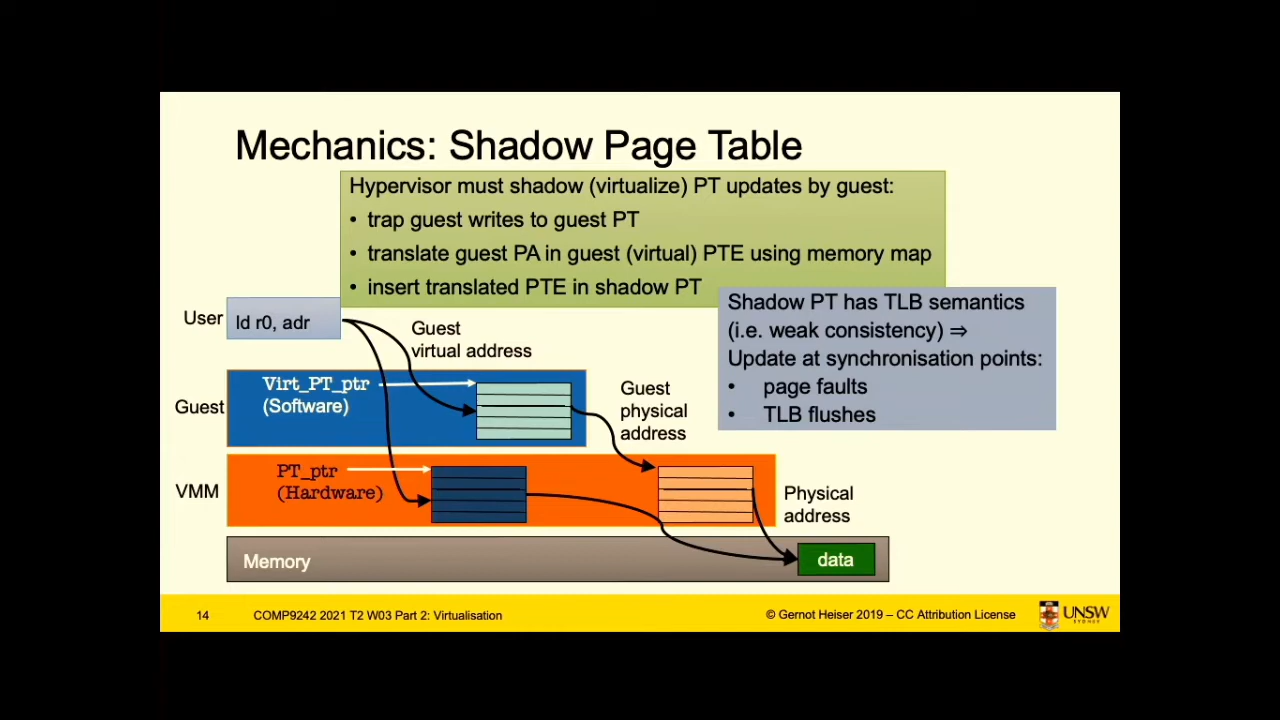 Mechanics: Shadow Page Table
Hypervisor must shadow (virtualize) PT updates by guest:
• trap guest writes to guest PT
• translate guest PA in guest (virtual) PTE using memory map
• insert translated PTE in shadow PT
Shadow PT has TLB semantics
(i.e. weak consistency) ⇒
Update at synchronisation points:
• page faults
• TLB flushes
User
ld r0, adr
Guest
virtual address
Guest
Virt_PT_ptr
(Software)
Guest
physical
address
VMM
PT_ptr
(Hardware)
Physical
address
Memory
data
14
COMP9242 2021 T2 W03 Part 2: Virtualisation
© Gernot Heiser 2019 – CC Attribution License
UNSW
SYDNEY